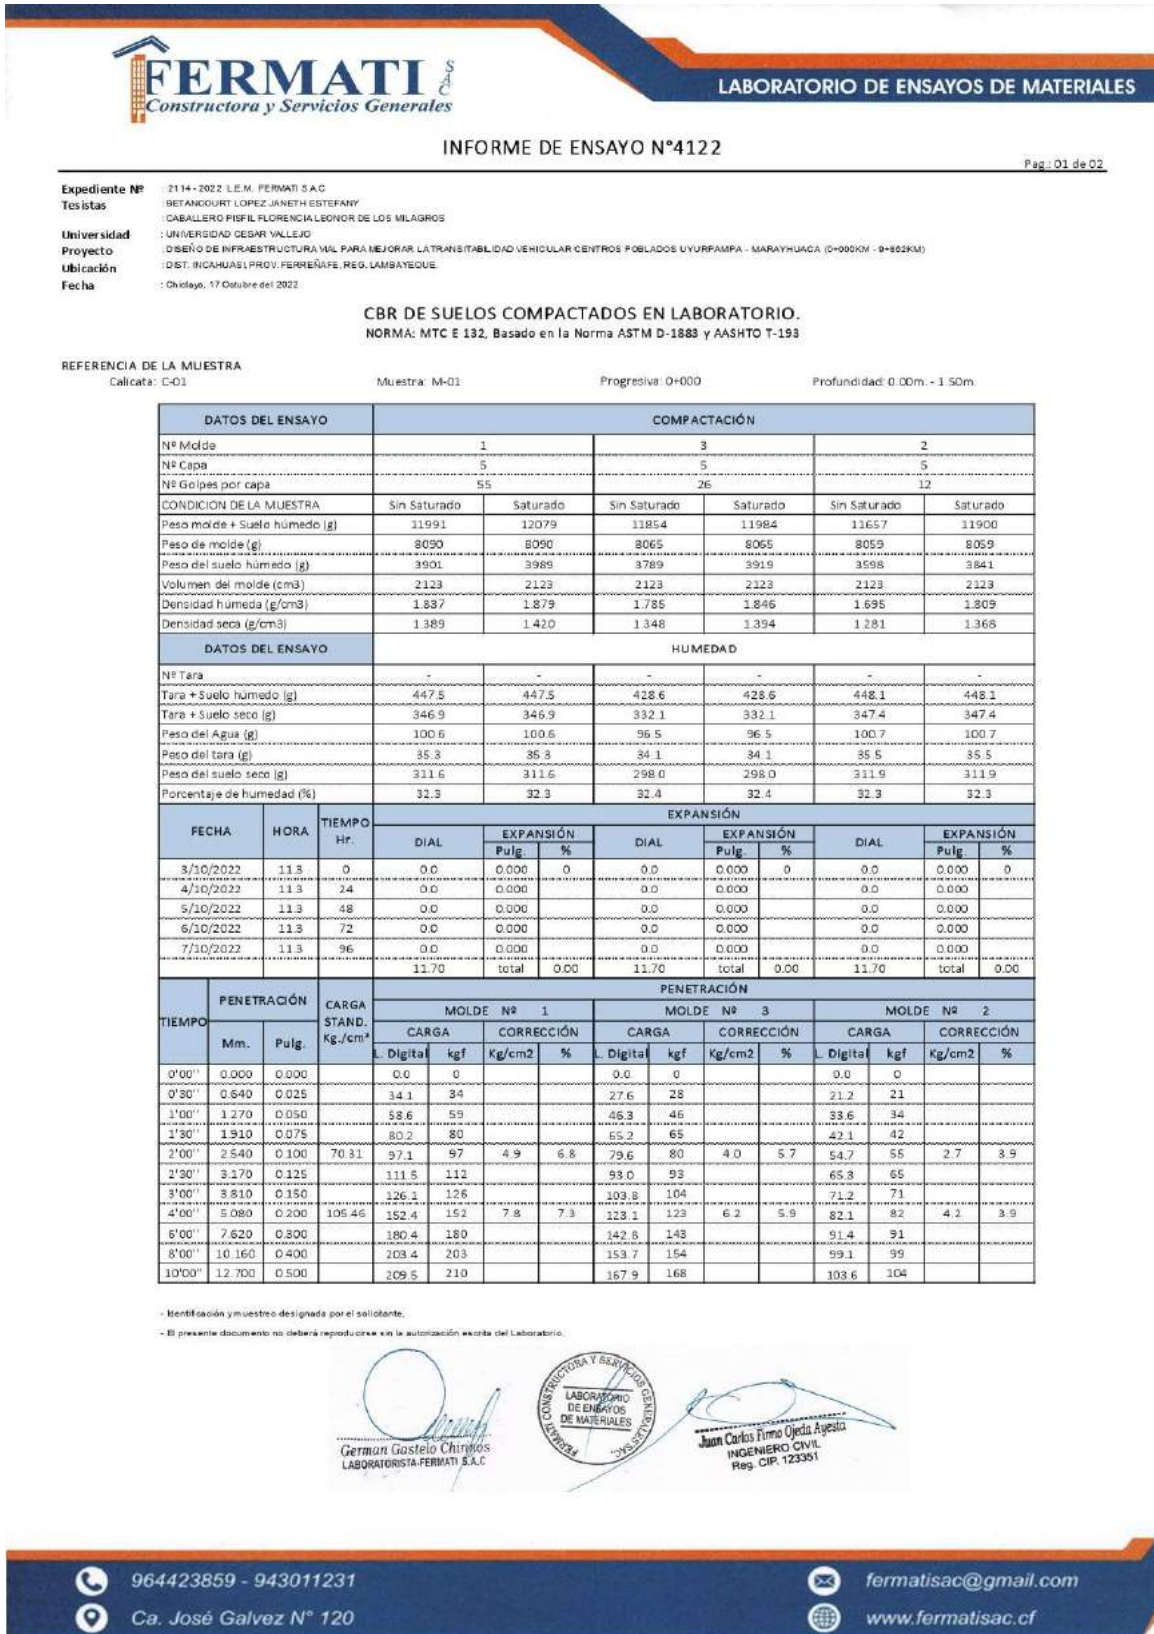 FERMATI SAC
Constructora y Servicios Generales
LABORATORIO DE ENSAYOS DE MATERIALES
INFORME DE ENSAYO N°4122
Pag.: 01 de 02
Expediente Nº : 2114-2022 L.E.M. FERMATI S.A.C
Tesistas : BETANCOURT LOPEZ JANETH ESTEFANY
: CABALLERO PISFIL FLORENCIA LEONOR DE LOS MILAGROS
Universidad : UNIVERSIDAD CESAR VALLEJO
Proyecto : DISEÑO DE INFRAESTRUCTURA VIAL PARA MEJORAR LA TRANSITABILIDAD VEHICULAR CENTROS POBLADOS UYURPAMPA - MARAYHUACA (0+000KM - 9+602KM)
Ubicación : DIST. INCAHUASI, PROV. FERREÑAFE, REG. LAMBAYEQUE.
Fecha : Chiclayo, 17 Octubre del 2022
CBR DE SUELOS COMPACTADOS EN LABORATORIO.
NORMA: MTC E 132, Basado en la Norma ASTM D-1883 y AASHTO T-193
REFERENCIA DE LA MUESTRA
Calicata: C-01 Muestra: M-01 Progresiva: 0+000 Profundidad: 0.00m. - 1.50m.
DATOS DEL ENSAYO COMPACTACIÓN
Nº Molde 1 3 2
Nº Capa 5 5 5
Nº Golpes por capa 55 26 12
CONDICION DE LA MUESTRA Sin Saturado Saturado Sin Saturado Saturado Sin Saturado Saturado
Peso molde + Suelo húmedo (g) 11991 12079 11854 11984 11657 11900
Peso de molde (g) 8090 8090 8065 8065 8059 8059
Peso del suelo húmedo (g) 3901 3989 3789 3919 3598 3841
Volumen del molde (cm3) 2123 2123 2123 2123 2123 2123
Densidad húmeda (g/cm3) 1.837 1.879 1.785 1.846 1.695 1.809
Densidad seca (g/cm3) 1.389 1.420 1.348 1.394 1.281 1.368
DATOS DEL ENSAYO HUMEDAD
Nº Tara - - - - - -
Tara + Suelo húmedo (g) 447.5 447.5 428.6 428.6 448.1 448.1
Tara + Suelo seco (g) 346.9 346.9 332.1 332.1 347.4 347.4
Peso del Agua (g) 100.6 100.6 96.5 96.5 100.7 100.7
Peso del tara (g) 35.3 35.3 34.1 34.1 35.5 35.5
Peso del suelo seco (g) 311.6 311.6 298.0 298.0 311.9 311.9
Porcentaje de humedad (%) 32.3 32.3 32.4 32.4 32.3 32.3
FECHA HORA TIEMPO Hr. EXPANSIÓN
DIAL EXPANSIÓN DIAL EXPANSIÓN DIAL EXPANSIÓN
Pulg. % Pulg. % Pulg. %
3/10/2022 11.3 0 0.0 0.000 0 0.0 0.000 0 0.0 0.000 0
4/10/2022 11.3 24 0.0 0.000 0.0 0.000 0.0 0.000
5/10/2022 11.3 48 0.0 0.000 0.0 0.000 0.0 0.000
6/10/2022 11.3 72 0.0 0.000 0.0 0.000 0.0 0.000
7/10/2022 11.3 96 0.0 0.000 0.0 0.000 0.0 0.000
11.70 total 0.00 11.70 total 0.00 11.70 total 0.00
TIEMPO PENETRACIÓN CARGA STAND. Kg./cm² PENETRACIÓN
MOLDE Nº 1 MOLDE Nº 3 MOLDE Nº 2
CARGA CORRECCIÓN CARGA CORRECCIÓN CARGA CORRECCIÓN
Mm. Pulg. L. Digital kgf Kg/cm2 % L. Digital kgf Kg/cm2 % L. Digital kgf Kg/cm2 %
0'00'' 0.000 0.000 0.0 0 0.0 0 0.0 0
0'30'' 0.640 0.025 34.1 34 27.6 28 21.2 21
1'00'' 1.270 0.050 58.6 59 46.3 46 33.6 34
1'30'' 1.910 0.075 80.2 80 65.2 65 42.1 42
2'00'' 2.540 0.100 70.31 97.1 97 4.9 6.8 79.6 80 4.0 5.7 54.7 55 2.7 3.9
2'30'' 3.170 0.125 111.5 112 93.0 93 65.3 65
3'00'' 3.810 0.150 126.1 126 103.8 104 71.2 71
4'00'' 5.080 0.200 105.46 152.4 152 7.8 7.3 123.1 123 6.2 5.9 82.1 82 4.2 3.9
6'00'' 7.620 0.300 180.4 180 142.8 143 91.4 91
8'00'' 10.160 0.400 203.4 203 153.7 154 99.1 99
10'00'' 12.700 0.500 209.5 210 167.9 168 103.6 104
- Identificación y muestreo designada por el solicitante.
- El presente documento no deberá reproducirse sin la autorización escrita del Laboratorio.
German Gastelo Chirinos
LABORATORISTA-FERMATI S.A.C
FERMATI CONSTRUCTORA Y SERVICIOS GENERALES SAC.
LABORATORIO
DE ENSAYOS
DE MATERIALES
Juan Carlos Firmo Ojeda Ayesta
INGENIERO CIVIL
Reg. CIP. 123351
964423859 - 943011231
fermatisac@gmail.com
Ca. José Galvez N° 120
www.fermatisac.cf